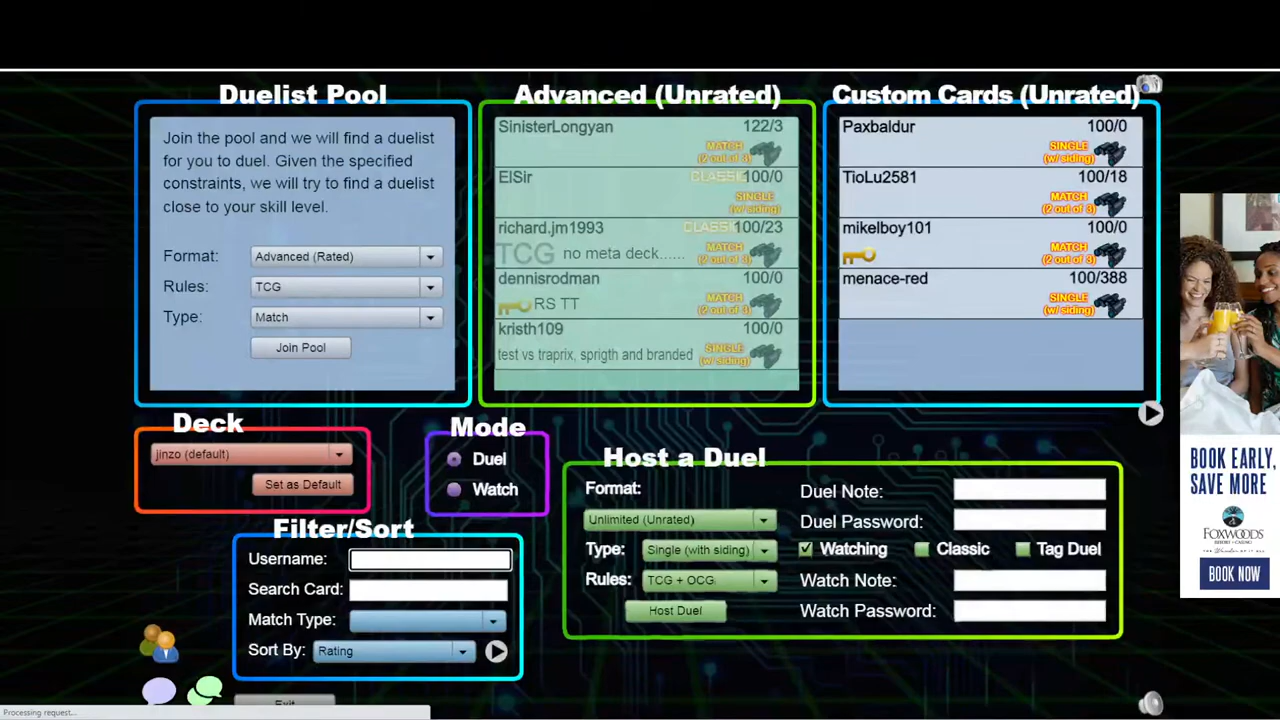 Duelist Pool
Join the pool and we will find a duelist
for you to duel. Given the specified
constraints, we will try to find a duelist
close to your skill level.
Format: Advanced (Rated)
Rules: TCG
Type: Match
Join Pool
Advanced (Unrated)
SinisterLongyan 122/3
MATCH
(2 out of 3)
ElSir CLASSIC 100/0
SINGLE
(w/ siding)
richard.jm1993 CLASSIC 100/23
TCG no meta deck......
MATCH
(2 out of 3)
dennisrodman 100/0
RS TT
MATCH
(2 out of 3)
kristh109 100/0
test vs traprix, sprigth and branded
SINGLE
(w/ siding)
Custom Cards (Unrated)
Paxbaldur 100/0
SINGLE
(w/ siding)
TioLu2581 100/18
MATCH
(2 out of 3)
mikelboy101 100/0
MATCH
(2 out of 3)
menace-red 100/388
SINGLE
(w/ siding)
Deck
jinzo (default)
Set as Default
Mode
Duel
Watch
Filter/Sort
Username:
Search Card:
Match Type:
Sort By: Rating
Exit
Host a Duel
Format:
Unlimited (Unrated)
Type: Single (with siding)
Rules: TCG + OCG
Host Duel
Duel Note:
Duel Password:
Watching Classic Tag Duel
Watch Note:
Watch Password:
BOOK EARLY,
SAVE MORE
FOXWOODS
BOOK NOW
Processing request...